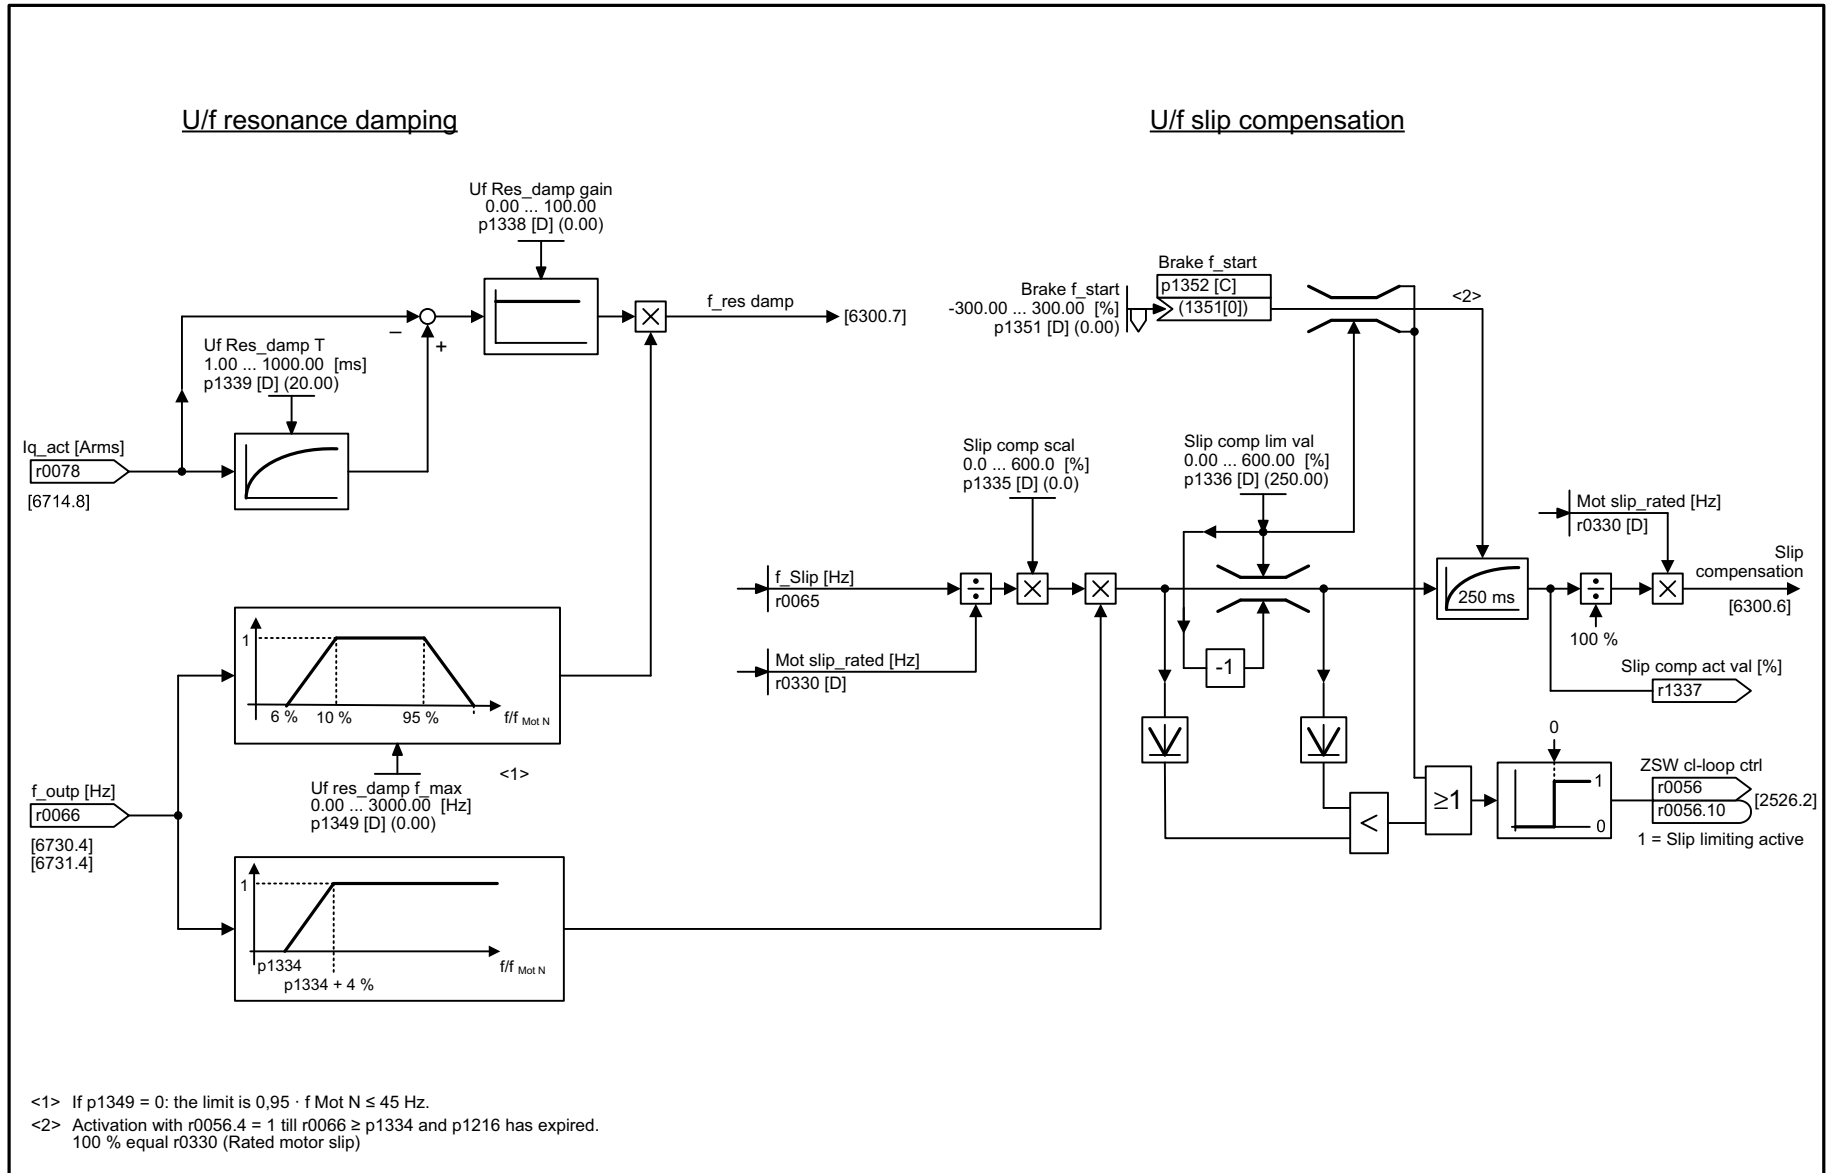 U/f resonance damping
U/f slip compensation
Uf Res_damp gain
0.00 ... 100.00
p1338 [D] (0.00)
f_res damp
[6300.7]
−
+
Uf Res_damp T
1.00 ... 1000.00 [ms]
p1339 [D] (20.00)
Iq_act [Arms]
r0078
[6714.8]
1
6 %
10 %
95 %
f/f Mot N
<1>
Uf res_damp f_max
0.00 ... 3000.00 [Hz]
p1349 [D] (0.00)
f_outp [Hz]
r0066
[6730.4]
[6731.4]
1
p1334
p1334 + 4 %
f/f Mot N
Brake f_start
-300.00 ... 300.00 [%]
p1351 [D] (0.00)
Brake f_start
p1352 [C]
(1351[0])
<2>
Slip comp scal
0.0 ... 600.0 [%]
p1335 [D] (0.0)
Slip comp lim val
0.00 ... 600.00 [%]
p1336 [D] (250.00)
f_Slip [Hz]
r0065
÷
×
×
Mot slip_rated [Hz]
r0330 [D]
-1
250 ms
÷
100 %
×
Mot slip_rated [Hz]
r0330 [D]
Slip
compensation
[6300.6]
Slip comp act val [%]
r1337
<
≥1
0
1
0
ZSW cl-loop ctrl
r0056
r0056.10
[2526.2]
1 = Slip limiting active
<1> If p1349 = 0: the limit is 0,95 · f Mot N ≤ 45 Hz.
<2> Activation with r0056.4 = 1 till r0066 ≥ p1334 and p1216 has expired.
100 % equal r0330 (Rated motor slip)